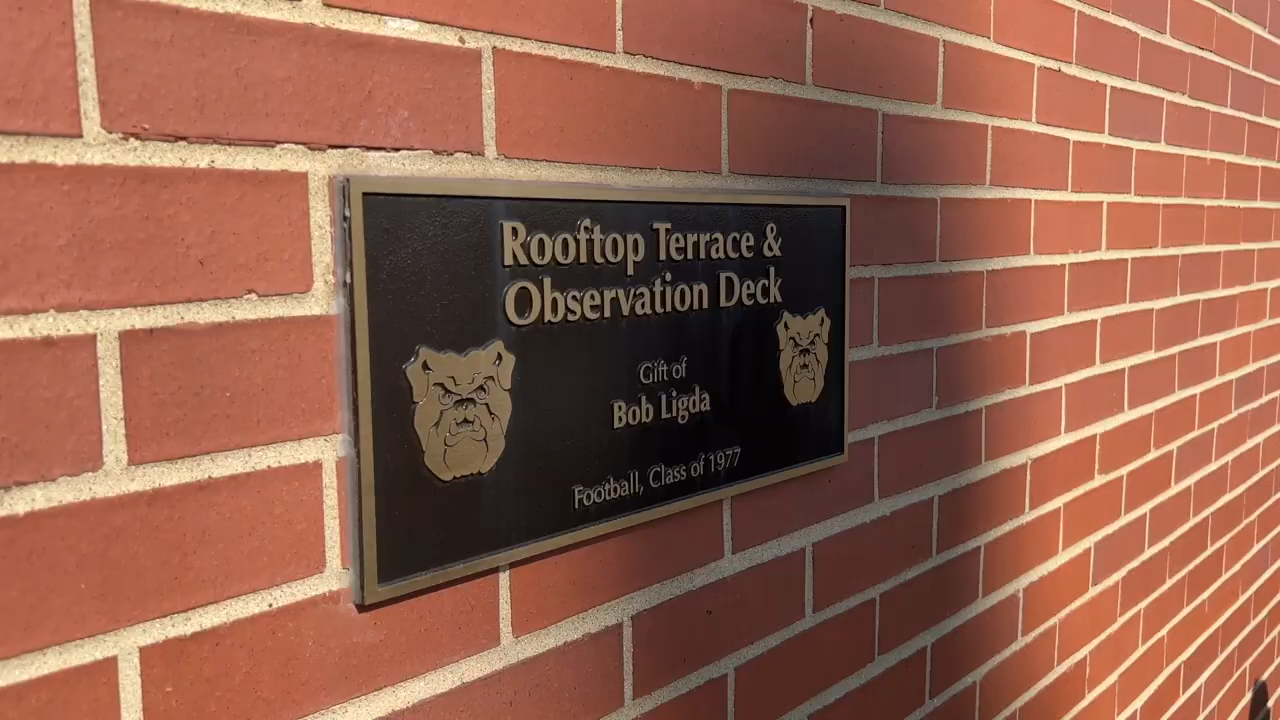 Rooftop Terrace &
Observation Deck
Gift of
Bob Ligda
Football, Class of 1977